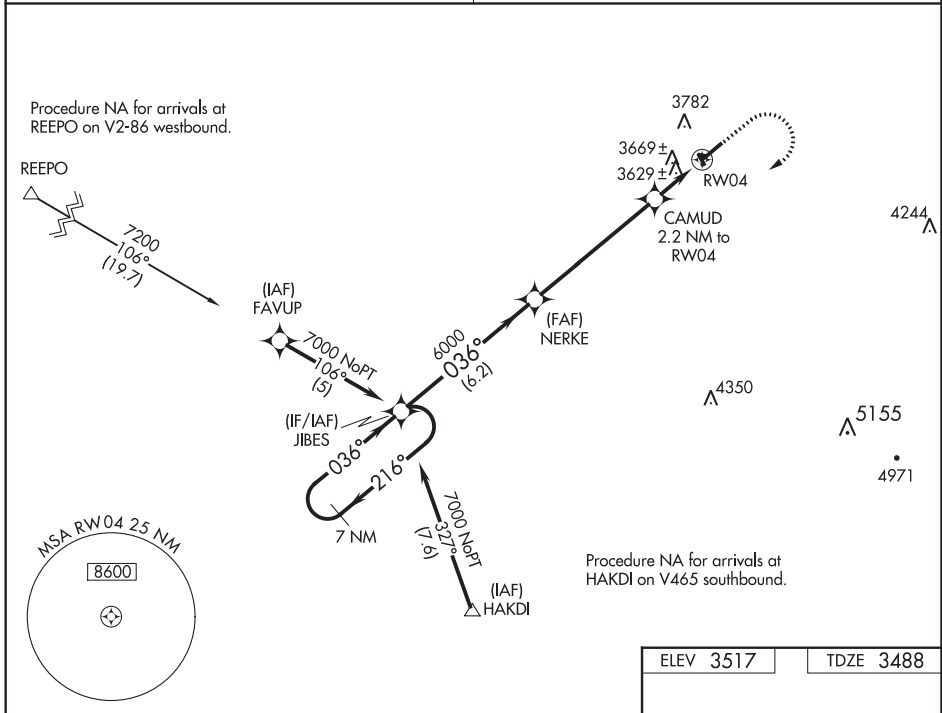 Procedure NA for arrivals at
REEPO on V2-86 westbound.
REEPO
7200
106°
(19.7)
(IAF)
FAVUP
7000 NoPT
106°
(5)
(IF/IAF)
JIBES
036°
216°
7 NM
6000
036°
(6.2)
(FAF)
NERKE
3782
3669±
3629±
RW04
CAMUD
2.2 NM to
RW04
4244
4350
5155
4971
7000 NoPT
327°
(7.6)
(IAF)
HAKDI
Procedure NA for arrivals at
HAKDI on V465 southbound.
MSA RW04 25 NM
8600
ELEV 3517
TDZE 3488